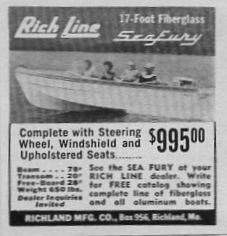 Rich Line
17-Foot Fiberglass
SeaFury
Complete with Steering
Wheel, Windshield and
Upholstered Seats........
$995.00
Beam .... 78"
Transom .. 20"
Free-Board 28"
Weight 650 lbs.
Dealer Inquiries
Invited
See the SEA FURY at your
RICH LINE dealer. Write
for FREE catalog showing
complete line of fiberglass
and all aluminum boats.
RICHLAND MFG. CO., Box 956, Richland, Mo.